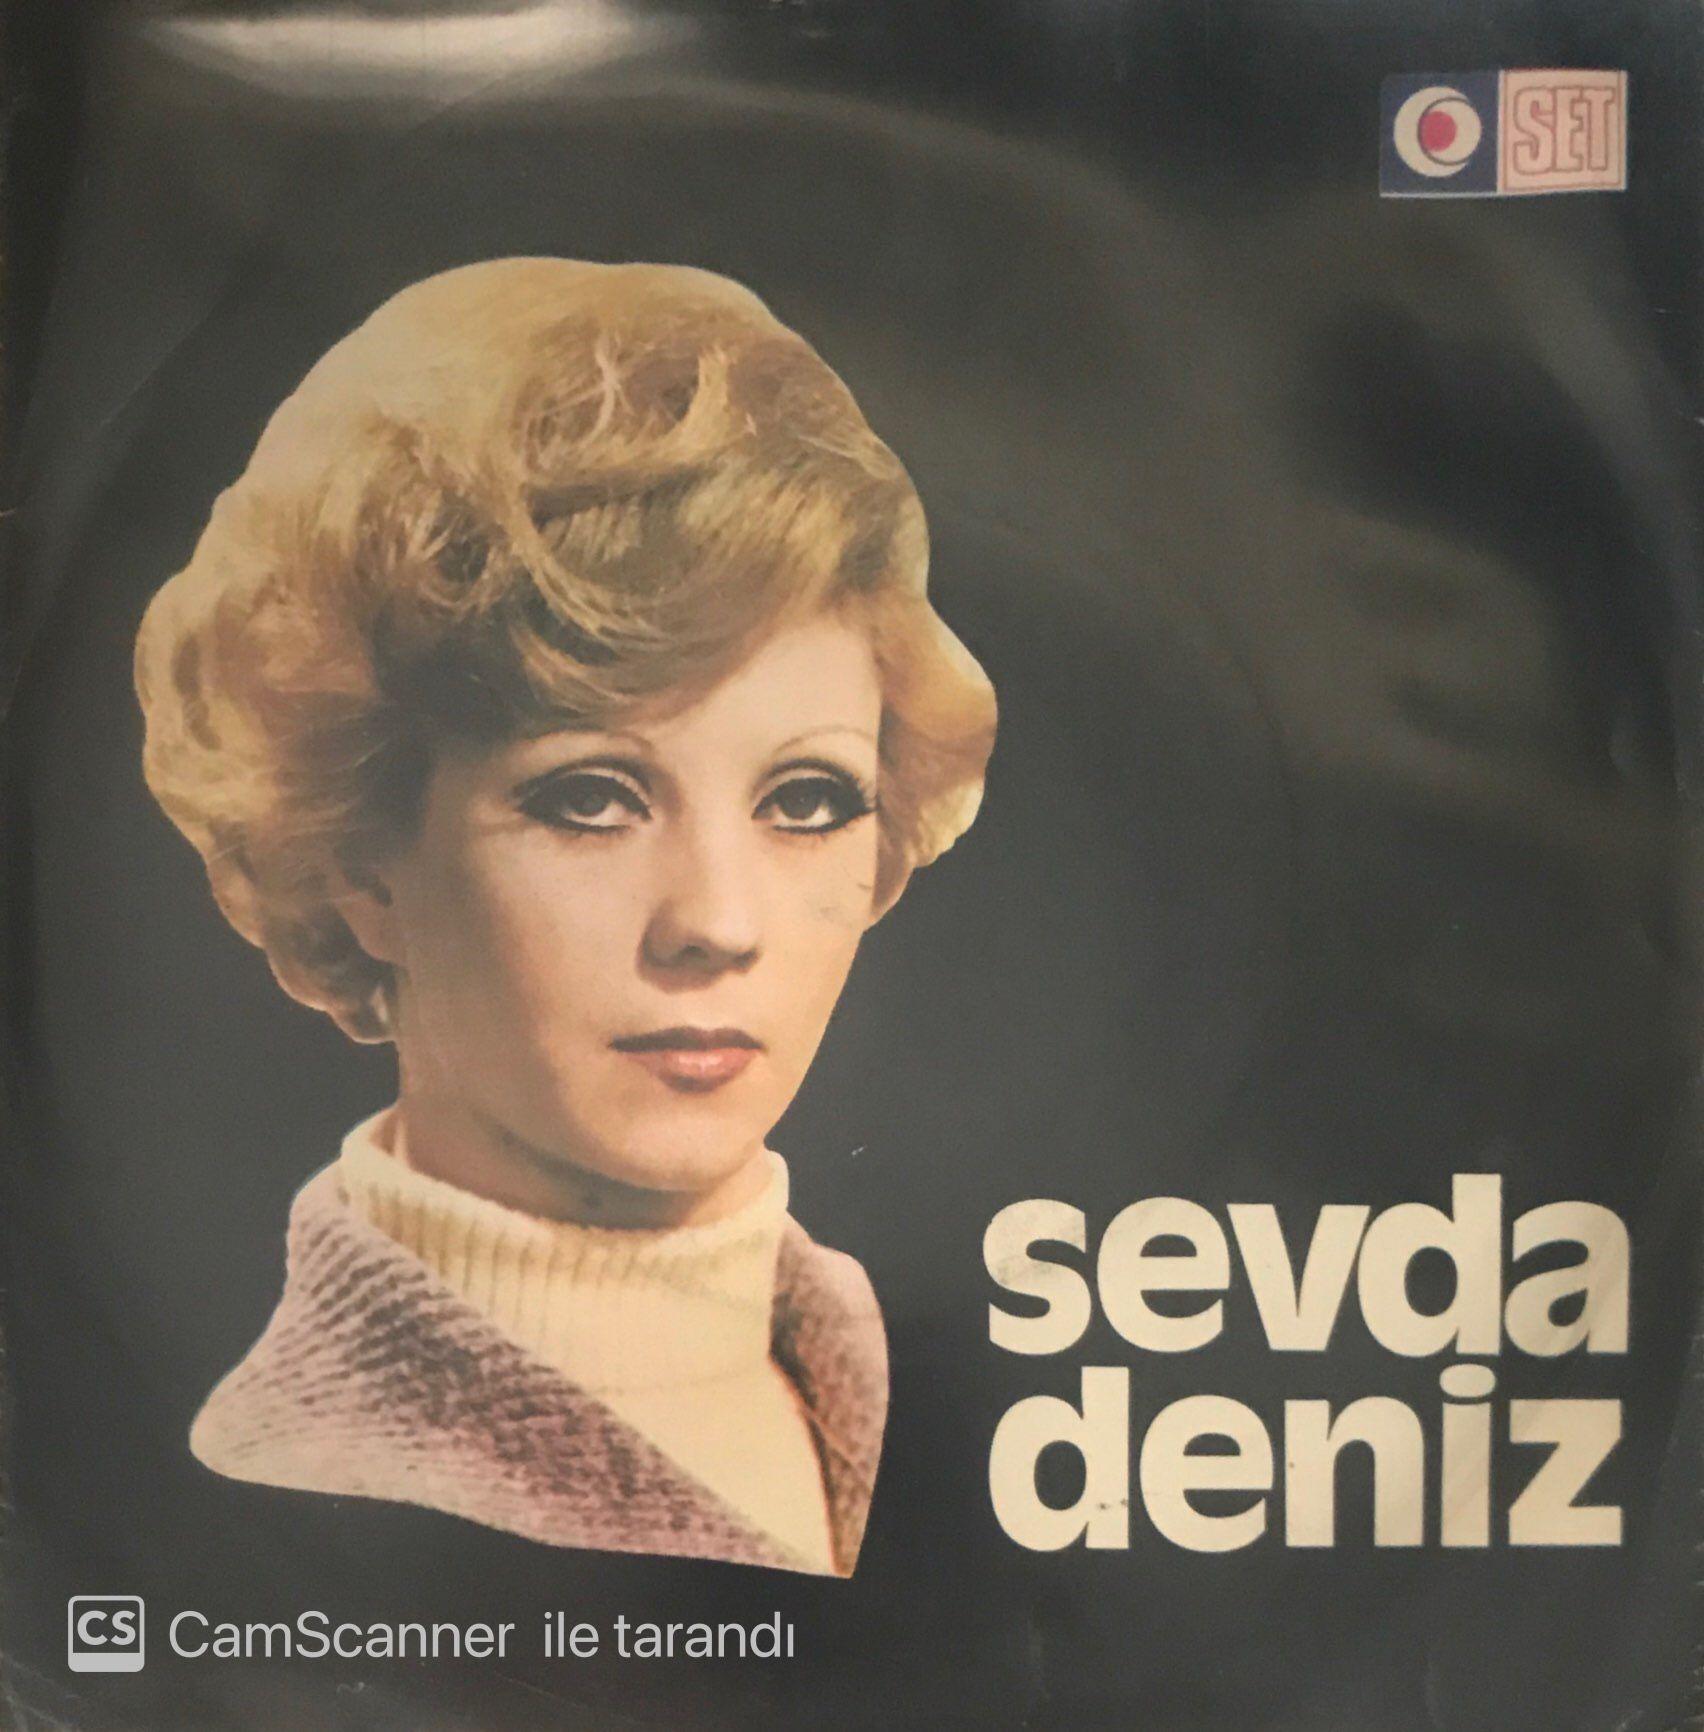 SET
sevda
deniz
CS CamScanner ile tarandı